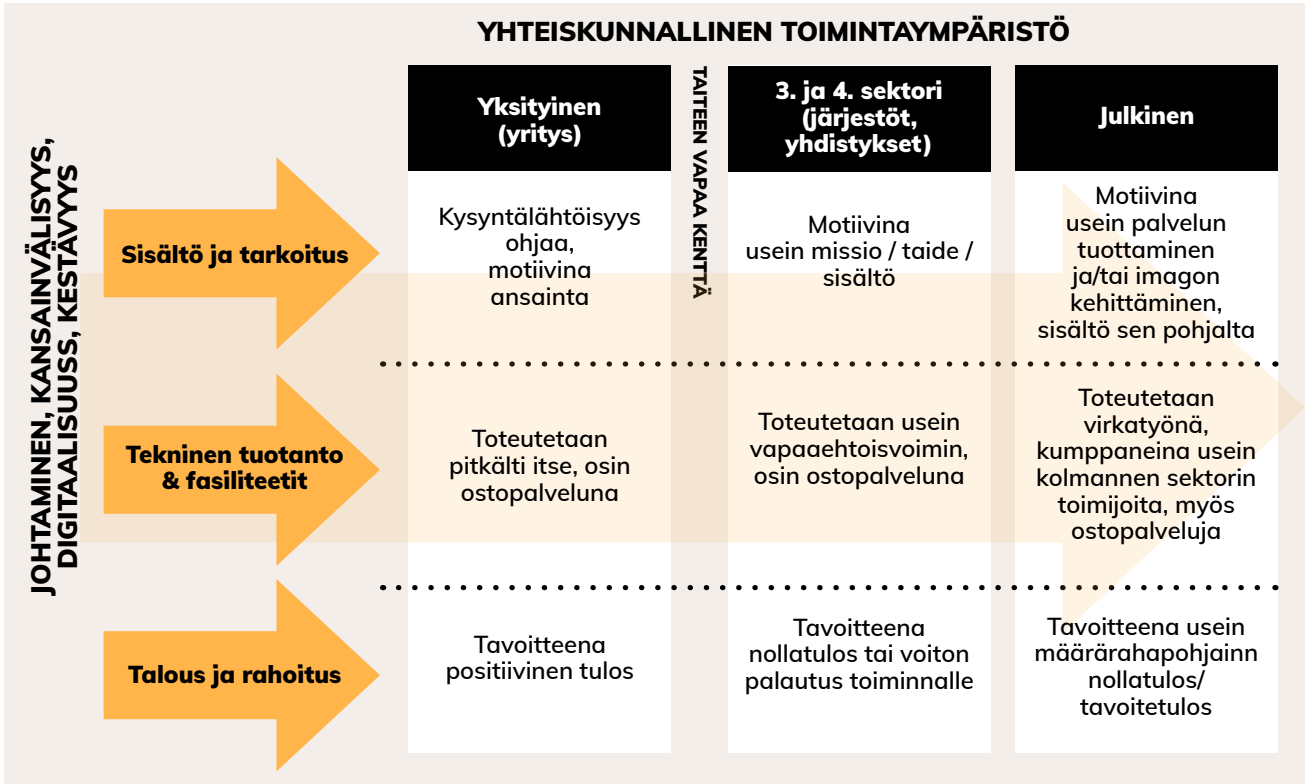 YHTEISKUNNALLINEN TOIMINTAYMPÄRISTÖ
JOHTAMINEN, KANSAINVÄLISYYS,
DIGITAALISUUSS, KESTÄVYYS
Yksityinen
(yritys)
TAITEEN VAPAA KENTTÄ
3. ja 4. sektori
(järjestöt,
yhdistykset)
Julkinen
Sisältö ja tarkoitus
Kysyntälähtöisyys
ohjaa,
motiivina
ansainta
Motiivina
usein missio / taide /
sisältö
Motiivina
usein palvelun
tuottaminen
ja/tai imagon
kehittäminen,
sisältö sen pohjalta
Tekninen tuotanto
& fasiliteetit
Toteutetaan
pitkälti itse, osin
ostopalveluna
Toteutetaan usein
vapaaehtoisvoimin,
osin ostopalveluna
Toteutetaan
virkatyönä,
kumppaneina usein
kolmannen sektorin
toimijoita, myös
ostopalveluja
Talous ja rahoitus
Tavoitteena
positiivinen tulos
Tavoitteena
nollatulos tai voiton
palautus toiminnalle
Tavoitteena usein
määrärahapohjainn
nollatulos/
tavoitetulos